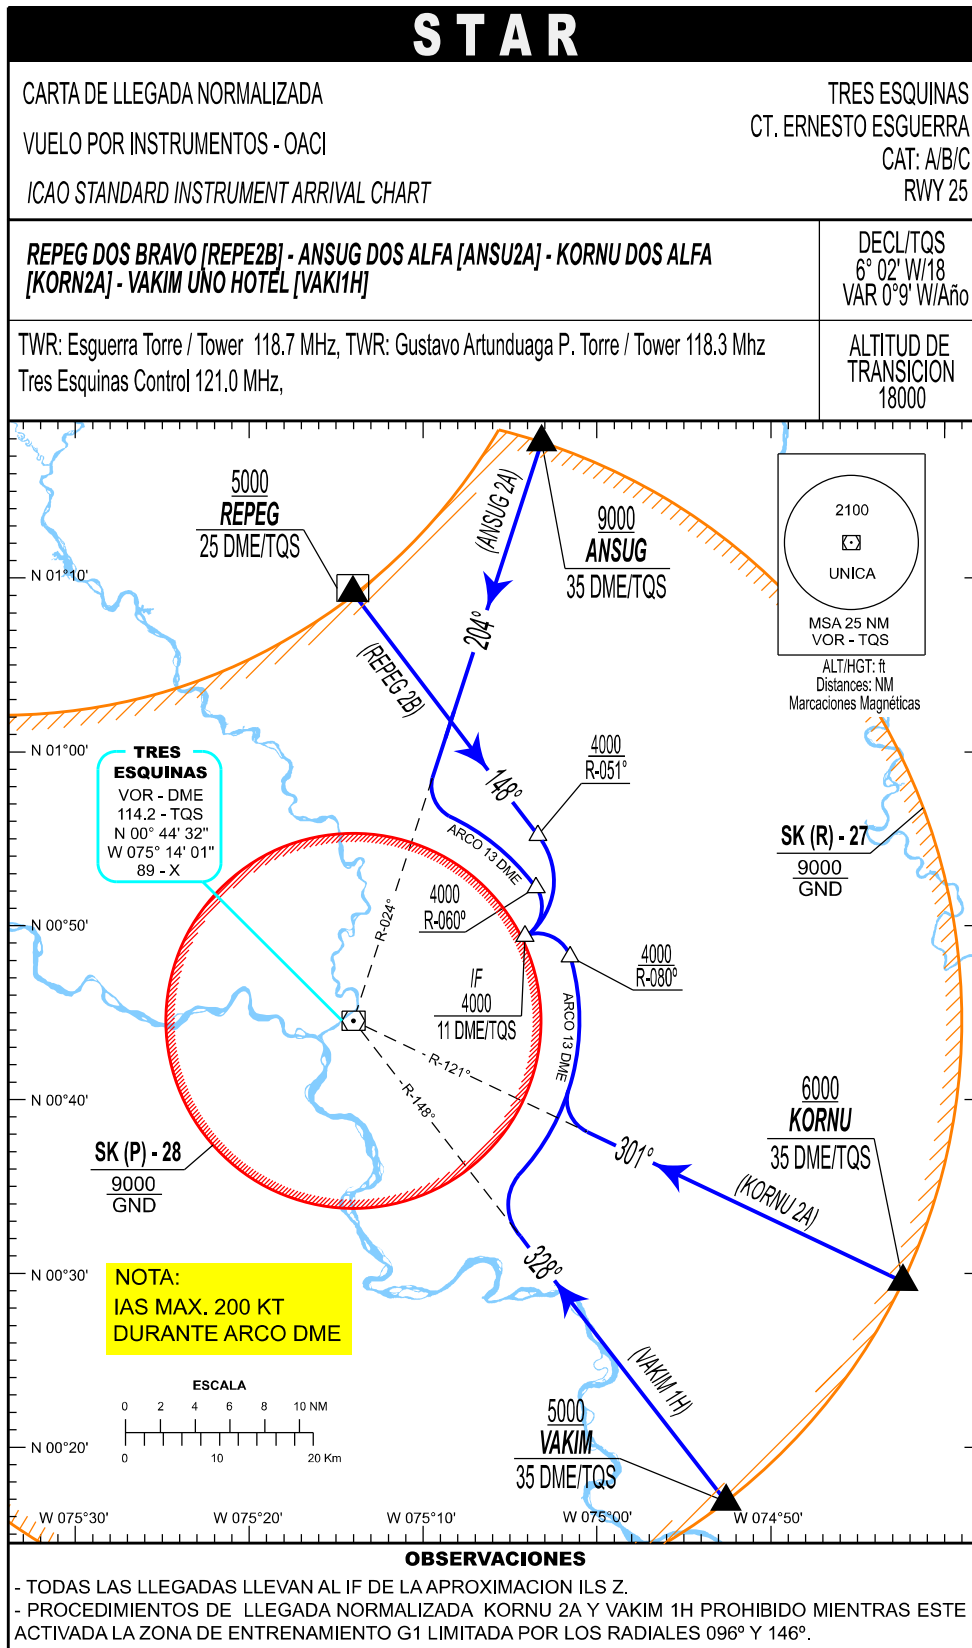 STAR
CARTA DE LLEGADA NORMALIZADA
VUELO POR INSTRUMENTOS - OACI
ICAO STANDARD INSTRUMENT ARRIVAL CHART
TRES ESQUINAS
CT. ERNESTO ESGUERRA
CAT: A/B/C
RWY 25
REPEG DOS BRAVO [REPE2B] - ANSUG DOS ALFA [ANSU2A] - KORNU DOS ALFA
[KORN2A] - VAKIM UNO HOTEL [VAKI1H]
DECL/TQS
6° 02' W/18
VAR 0°9' W/Año
TWR: Esguerra Torre / Tower 118.7 MHz, TWR: Gustavo Artunduaga P. Torre / Tower 118.3 Mhz
Tres Esquinas Control 121.0 MHz,
ALTITUD DE
TRANSICION
18000
5000
REPEG
25 DME/TQS
(ANSUG 2A)
9000
ANSUG
35 DME/TQS
2100
UNICA
MSA 25 NM
VOR - TQS
ALT/HGT: ft
Distances: NM
Marcaciones Magnéticas
N 01°10'
204°
(REPEG 2B)
N 01°00'
148°
4000
R-051°
TRES
ESQUINAS
VOR - DME
114.2 - TQS
N 00° 44' 32"
W 075° 14' 01"
89 - X
ARCO 13 DME
SK (R) - 27
9000
GND
4000
R-060º
R-024°
N 00°50'
4000
R-080º
IF
4000
11 DME/TQS
ARCO 13 DME
R-121°
R-148°
N 00°40'
6000
KORNU
35 DME/TQS
301°
(KORNU 2A)
SK (P) - 28
9000
GND
328º
N 00°30'
NOTA:
IAS MAX. 200 KT
DURANTE ARCO DME
ESCALA
0 2 4 6 8 10 NM
0 10 20 Km
(VAKIM 1H)
5000
VAKIM
35 DME/TQS
N 00°20'
W 075°30' W 075°20' W 075°10' W 075°00' W 074°50'
OBSERVACIONES
- TODAS LAS LLEGADAS LLEVAN AL IF DE LA APROXIMACION ILS Z.
- PROCEDIMIENTOS DE LLEGADA NORMALIZADA KORNU 2A Y VAKIM 1H PROHIBIDO MIENTRAS ESTE
ACTIVADA LA ZONA DE ENTRENAMIENTO G1 LIMITADA POR LOS RADIALES 096º Y 146º.